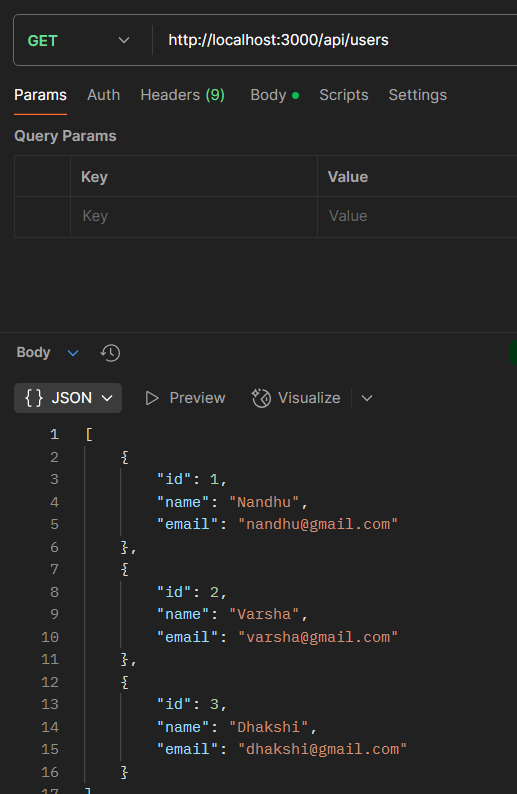 GET http://localhost:3000/api/users
Params Auth Headers (9) Body Scripts Settings
Query Params
Key Value
Key Value
Body
{ } JSON Preview Visualize
1 [
2 {
3 "id": 1,
4 "name": "Nandhu",
5 "email": "nandhu@gmail.com"
6 },
7 {
8 "id": 2,
9 "name": "Varsha",
10 "email": "varsha@gmail.com"
11 },
12 {
13 "id": 3,
14 "name": "Dhakshi",
15 "email": "dhakshi@gmail.com"
16 }
17 ]